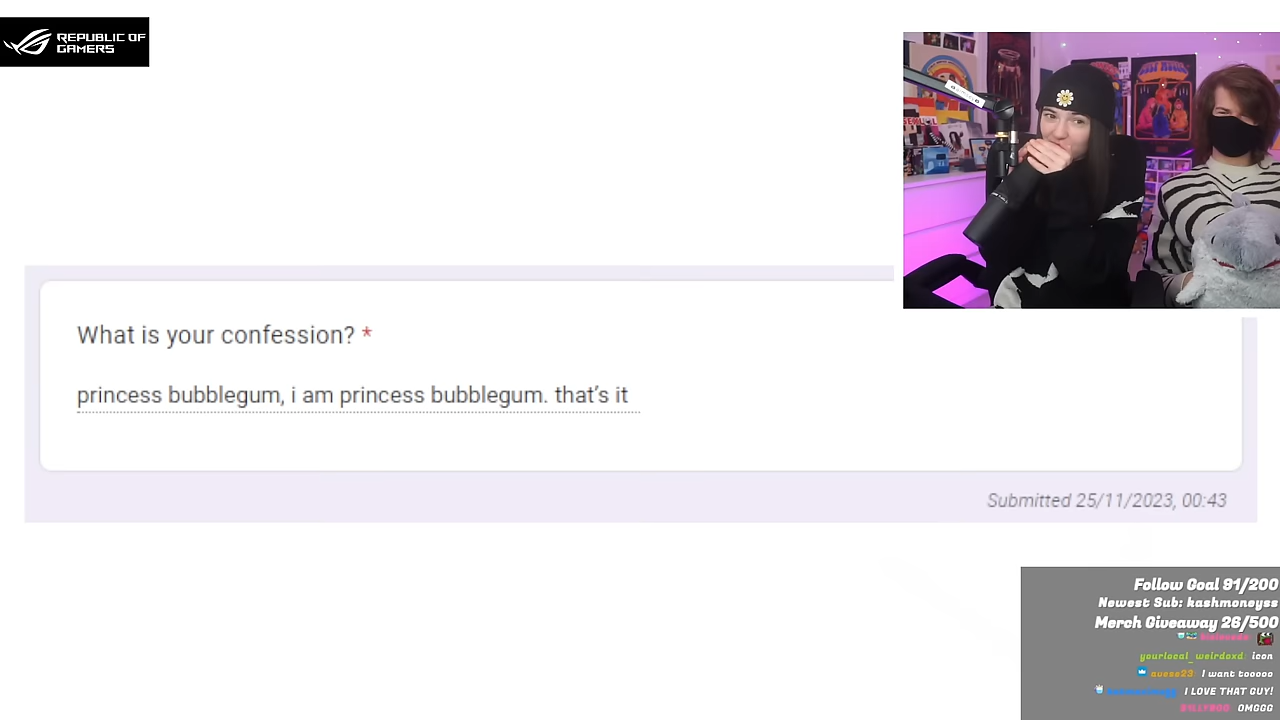 REPUBLIC OF
GAMERS
What is your confession? *
princess bubblegum, i am princess bubblegum. that's it
Submitted 25/11/2023, 00:43
Follow Goal 91/200
Newest Sub: kashmoneyss
Merch Giveaway 26/500
yourlocal_weirdoxd: icon
avess23: I want tooooo
I LOVE THAT GUY!
OMGGG